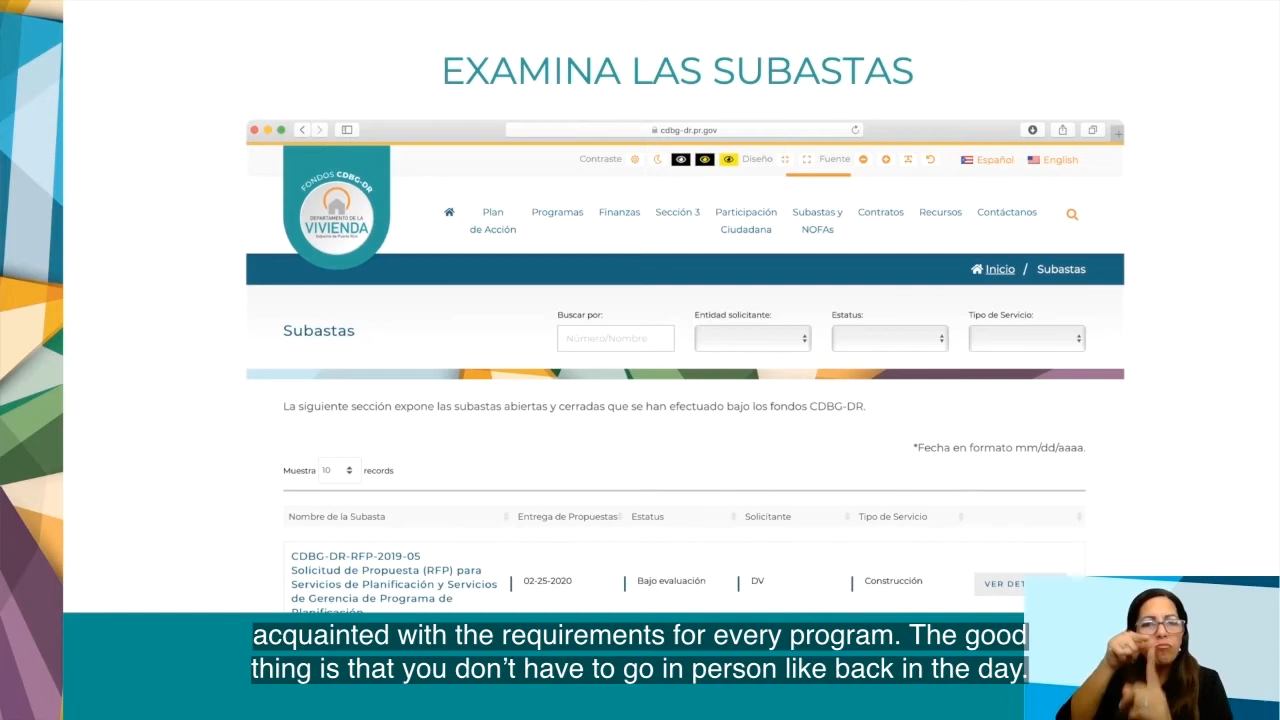 EXAMINA LAS SUBASTAS
cdbg-dr.pr.gov
Contraste Diseño Fuente Español English
FONDOS CDBG-DR
DEPARTAMENTO DE LA
VIVIENDA
Plan Programas Finanzas Sección 3 Participación Subastas y Contratos Recursos Contáctanos
de Acción Ciudadana NOFAs
Inicio / Subastas
Buscar por: Entidad solicitante: Estatus: Tipo de Servicio:
Subastas
Número/Nombre
La siguiente sección expone las subastas abiertas y cerradas que se han efectuado bajo los fondos CDBG-DR.
*Fecha en formato mm/dd/aaaa.
Muestra 10 records
Nombre de la Subasta Entrega de Propuestas Estatus Solicitante Tipo de Servicio
CDBG-DR-RFP-2019-05
Solicitud de Propuesta (RFP) para
Servicios de Planificación y Servicios
de Gerencia de Programa de
Planificación
02-25-2020 Bajo evaluación DV Construcción VER DET
acquainted with the requirements for every program. The good
thing is that you don't have to go in person like back in the day.